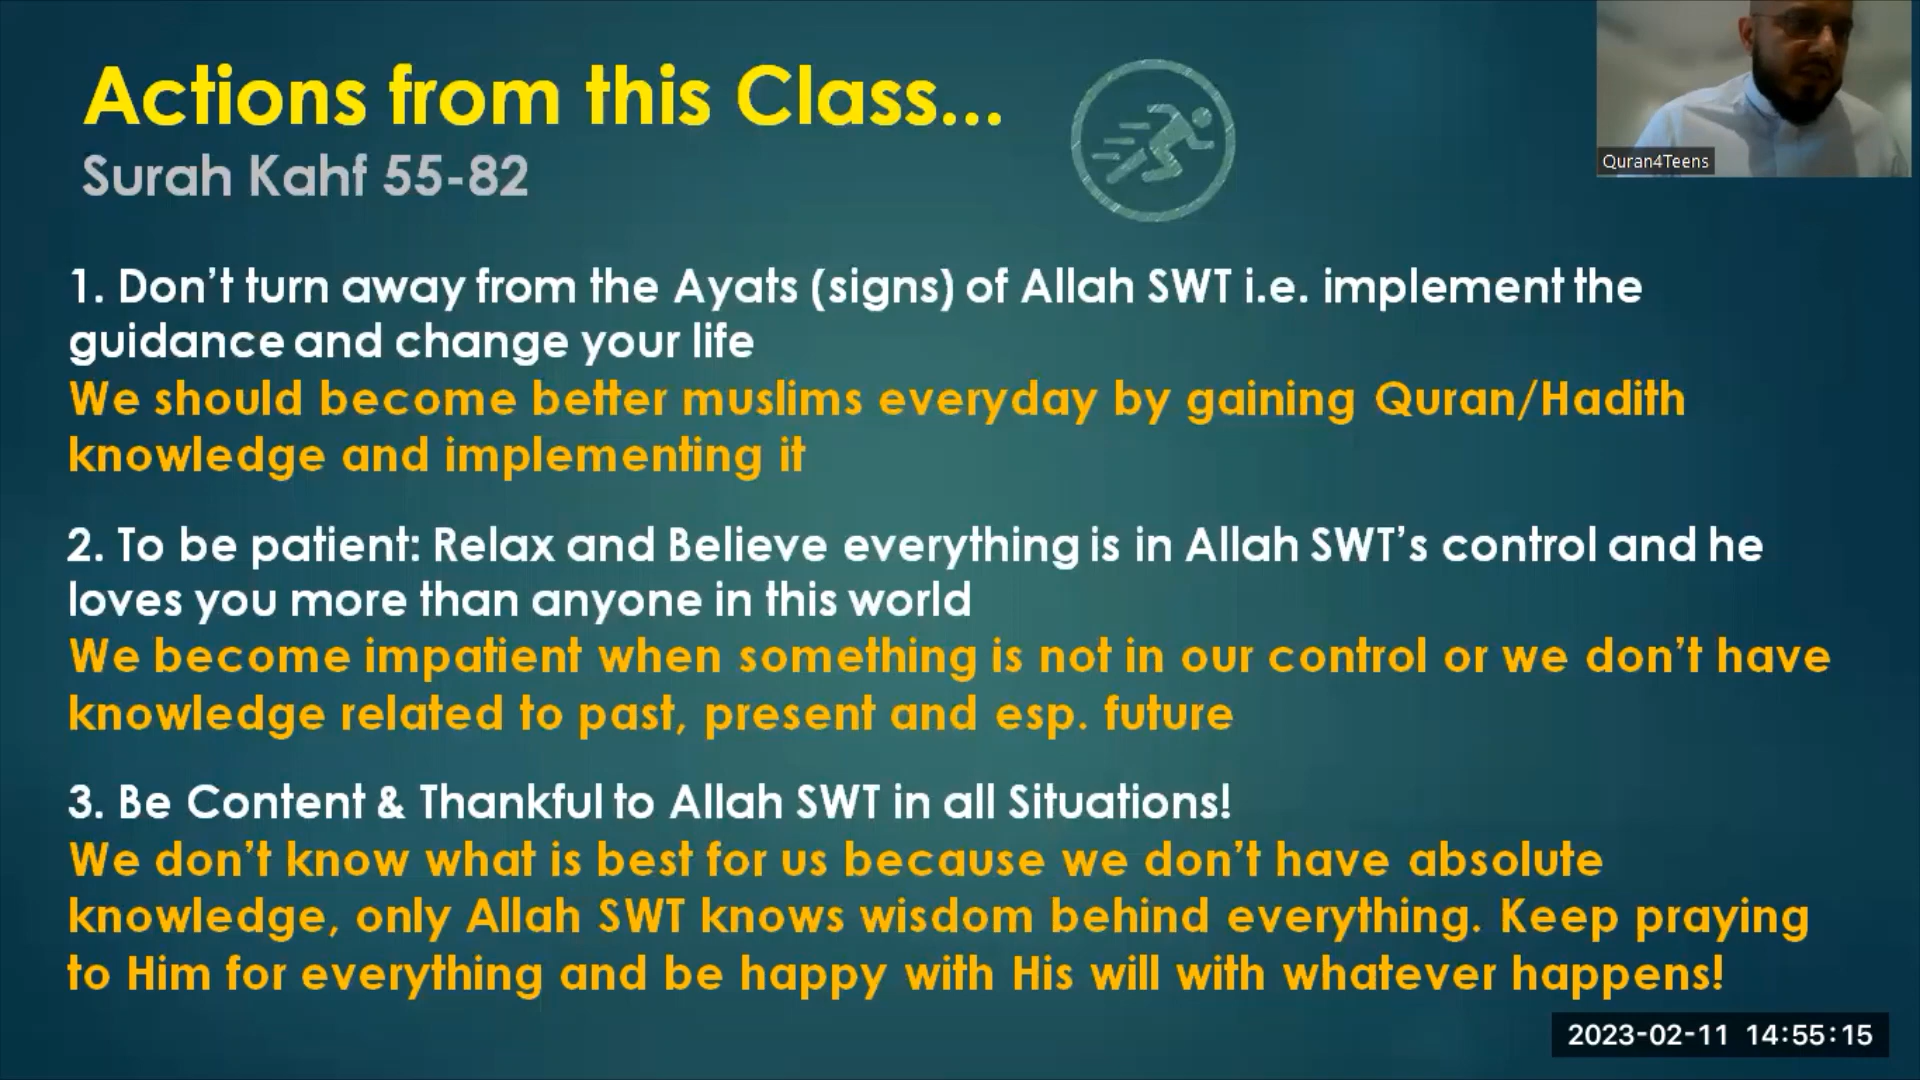 Actions from this Class...
Surah Kahf 55-82
Quran4Teens
1. Don’t turn away from the Ayats (signs) of Allah SWT i.e. implement the
guidance and change your life
We should become better muslims everyday by gaining Quran/Hadith
knowledge and implementing it
2. To be patient: Relax and Believe everything is in Allah SWT’s control and he
loves you more than anyone in this world
We become impatient when something is not in our control or we don’t have
knowledge related to past, present and esp. future
3. Be Content & Thankful to Allah SWT in all Situations!
We don’t know what is best for us because we don’t have absolute
knowledge, only Allah SWT knows wisdom behind everything. Keep praying
to Him for everything and be happy with His will with whatever happens!
2023-02-11 14:55:15